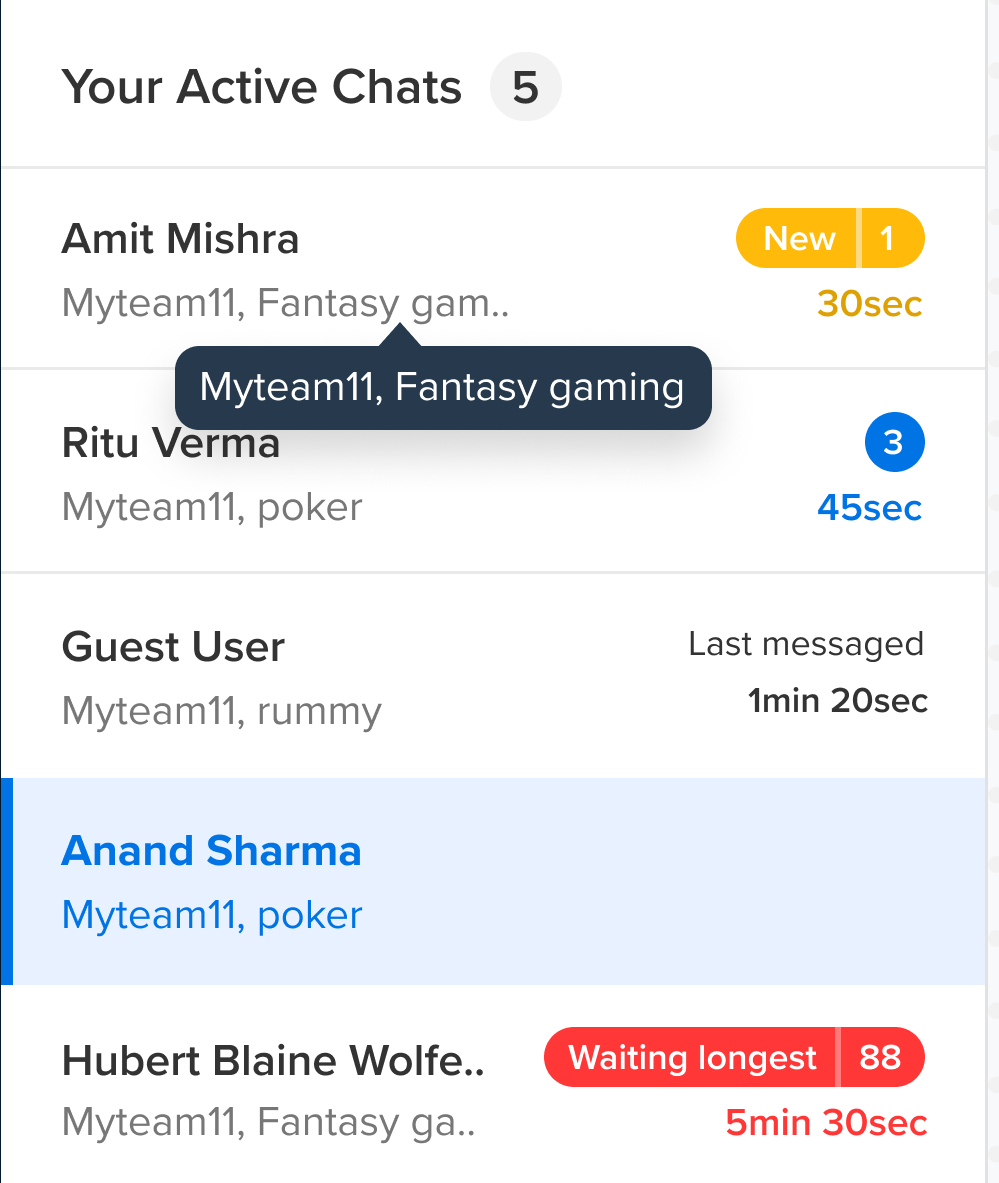 Your Active Chats 5
Amit Mishra New 1
Myteam11, Fantasy gam.. 30sec
Myteam11, Fantasy gaming
Ritu Verma 3
Myteam11, poker 45sec
Guest User Last messaged
Myteam11, rummy 1min 20sec
Anand Sharma
Myteam11, poker
Hubert Blaine Wolfe.. Waiting longest 88
Myteam11, Fantasy ga.. 5min 30sec